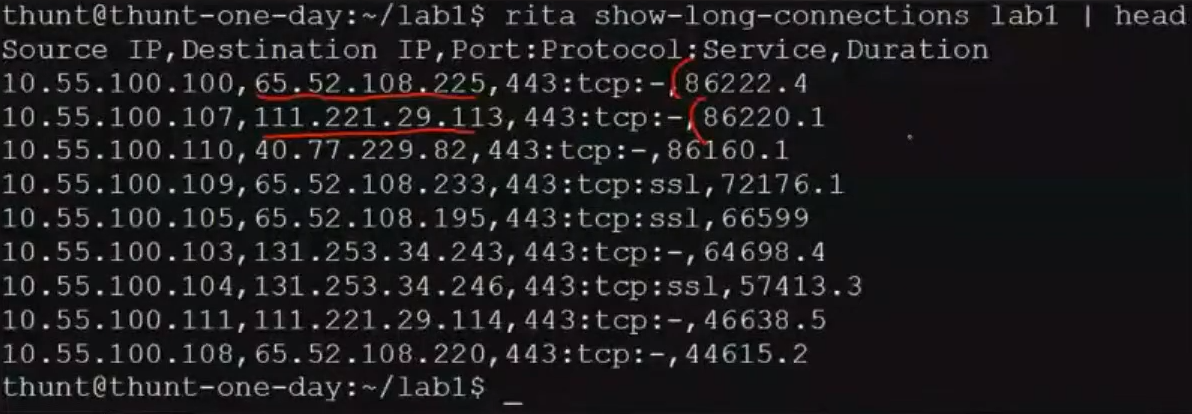 thunt@thunt-one-day:~/lab1$ rita show-long-connections lab1 | head
Source IP,Destination IP,Port:Protocol:Service,Duration
10.55.100.100,65.52.108.225,443:tcp:-,86222.4
10.55.100.107,111.221.29.113,443:tcp:-,86220.1
10.55.100.110,40.77.229.82,443:tcp:-,86160.1
10.55.100.109,65.52.108.233,443:tcp:ssl,72176.1
10.55.100.105,65.52.108.195,443:tcp:ssl,66599
10.55.100.103,131.253.34.243,443:tcp:-,64698.4
10.55.100.104,131.253.34.246,443:tcp:ssl,57413.3
10.55.100.111,111.221.29.114,443:tcp:-,46638.5
10.55.100.108,65.52.108.220,443:tcp:-,44615.2
thunt@thunt-one-day:~/lab1$ _